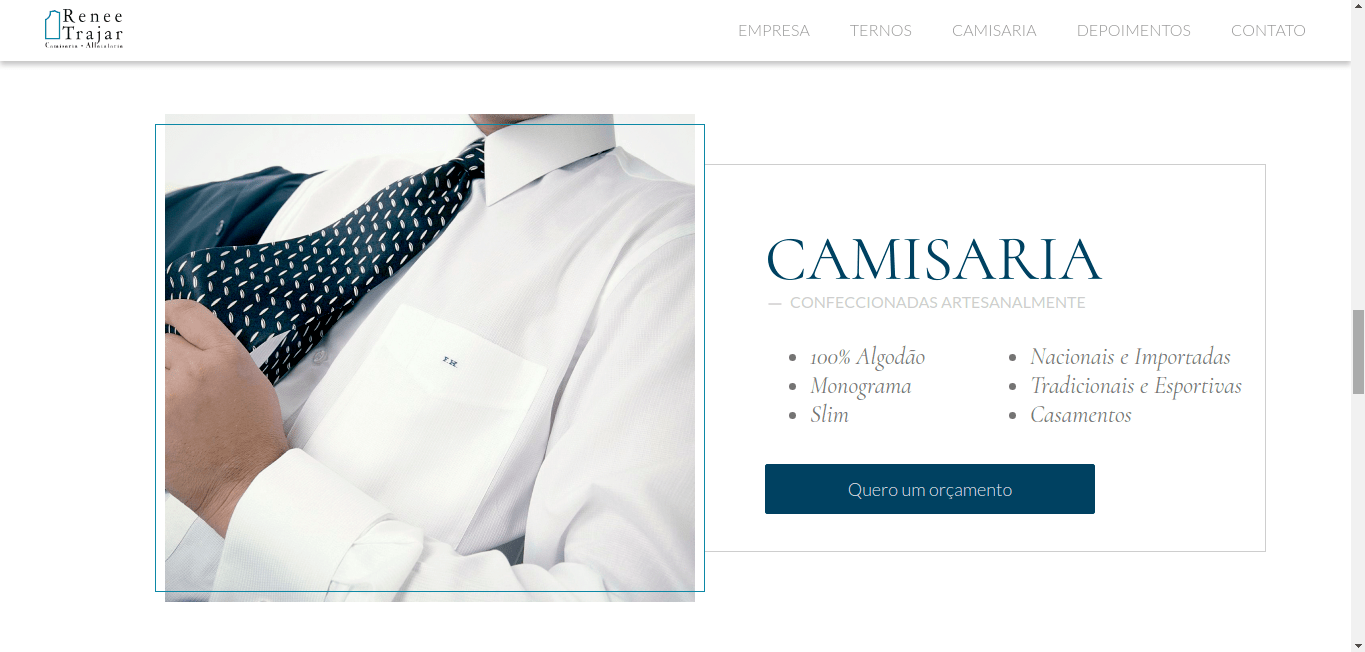 Renee
Trajar
Camisaria • Alfaiataria
EMPRESA TERNOS CAMISARIA DEPOIMENTOS CONTATO
F.H.
CAMISARIA
— CONFECCIONADAS ARTESANALMENTE
• 100% Algodão
• Monograma
• Slim
• Nacionais e Importadas
• Tradicionais e Esportivas
• Casamentos
Quero um orçamento